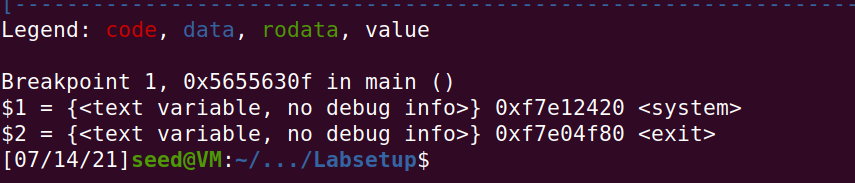 [------------------------------------------------------------------
Legend: code, data, rodata, value
Breakpoint 1, 0x5655630f in main ()
$1 = {<text variable, no debug info>} 0xf7e12420 <system>
$2 = {<text variable, no debug info>} 0xf7e04f80 <exit>
[07/14/21]seed@VM:~/.../Labsetup$